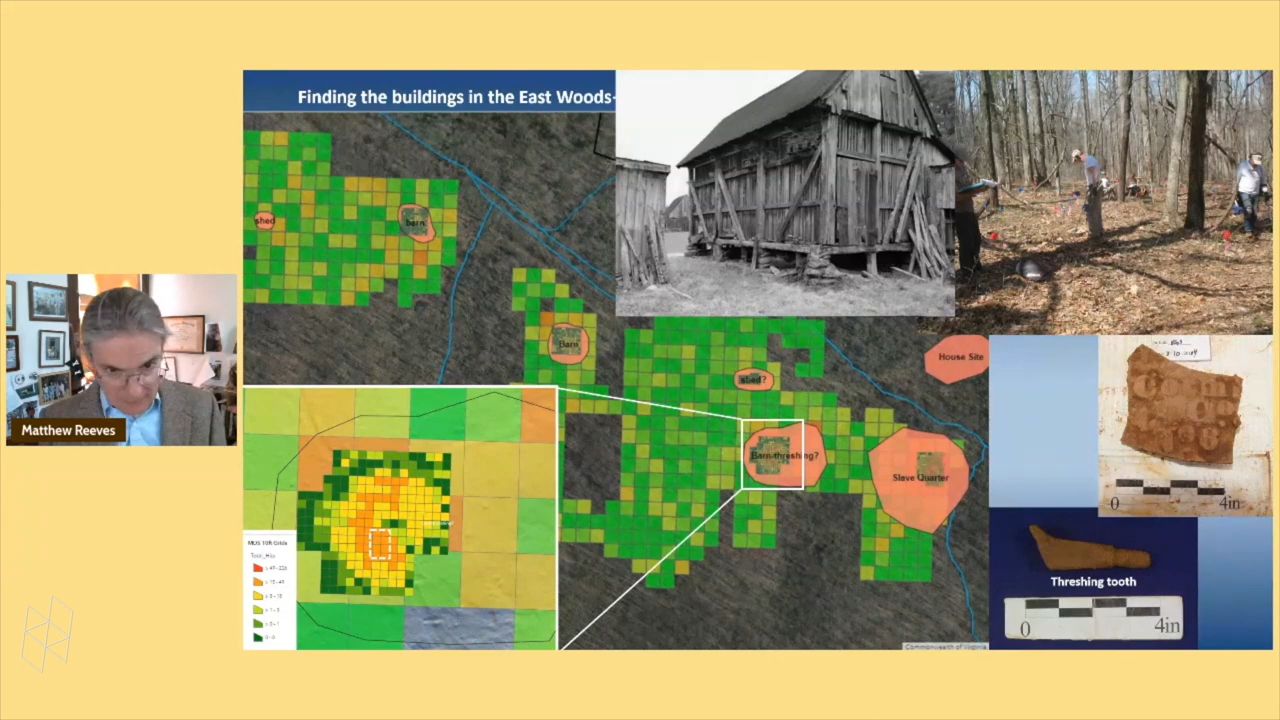 Finding the buildings in the East Woods-
shed
barn
Barn
shed?
House Site
Barn-threshing?
Slave Quarter
Matthew Reeves
0
4in
Threshing tooth
0
4in
Commonwealth of Virginia